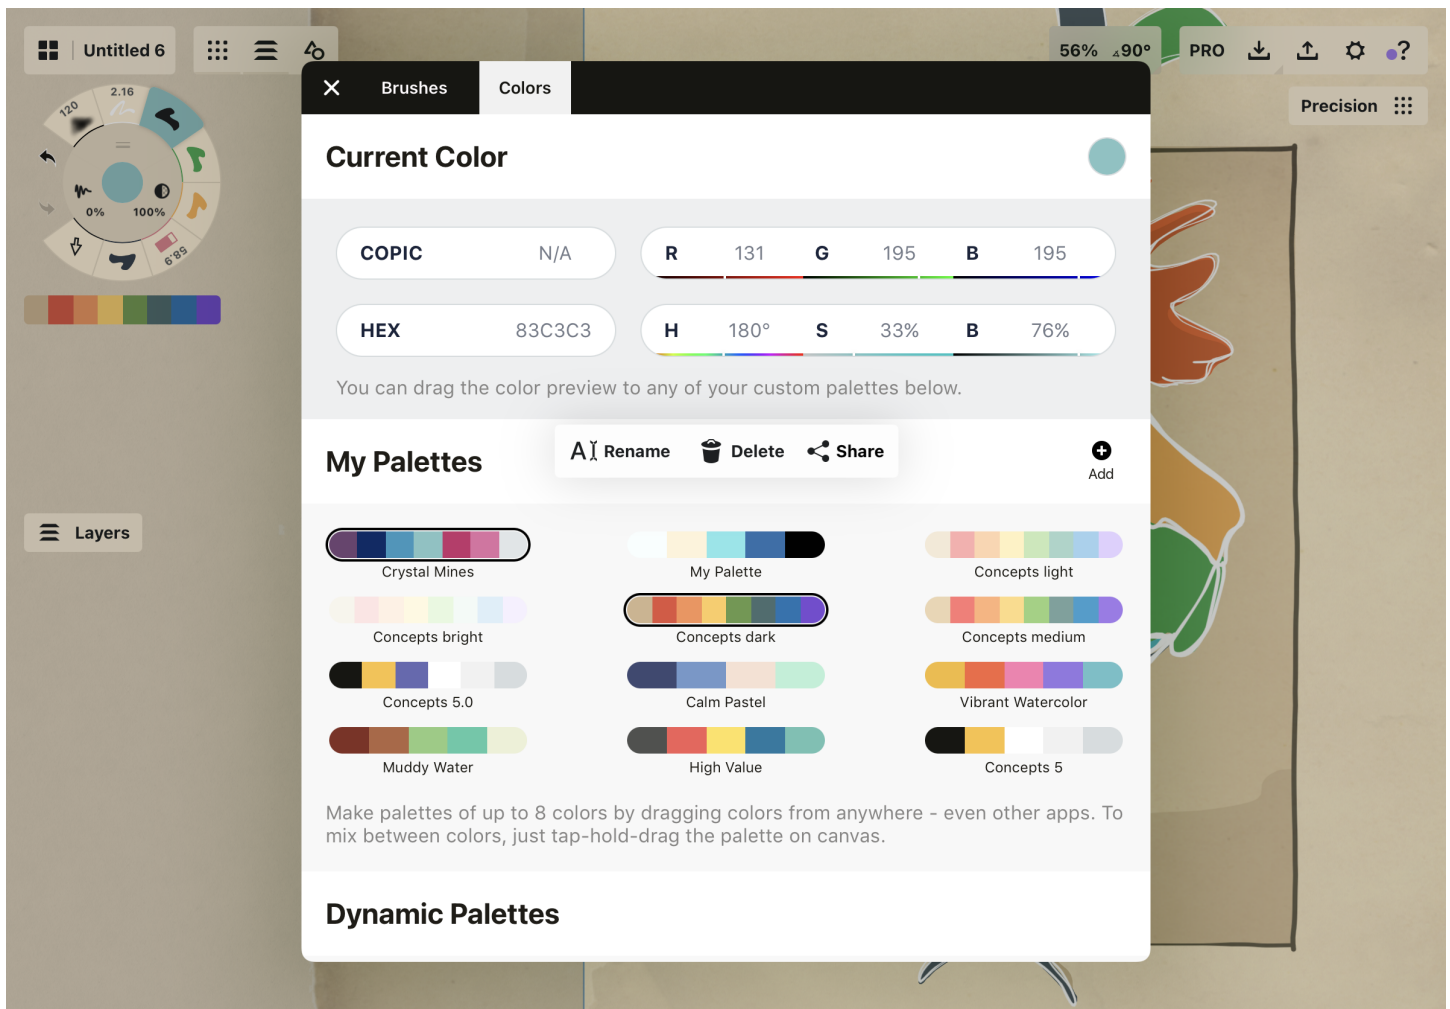 Untitled 6
56% ∡90°
PRO
?
Precision
120
2.16
0%
100%
58.9
Layers
Brushes
Colors
Current Color
COPIC N/A
R 131 G 195 B 195
HEX 83C3C3
H 180° S 33% B 76%
You can drag the color preview to any of your custom palettes below.
My Palettes
Rename
Delete
Share
Add
Crystal Mines
My Palette
Concepts light
Concepts bright
Concepts dark
Concepts medium
Concepts 5.0
Calm Pastel
Vibrant Watercolor
Muddy Water
High Value
Concepts 5
Make palettes of up to 8 colors by dragging colors from anywhere - even other apps. To
mix between colors, just tap-hold-drag the palette on canvas.
Dynamic Palettes